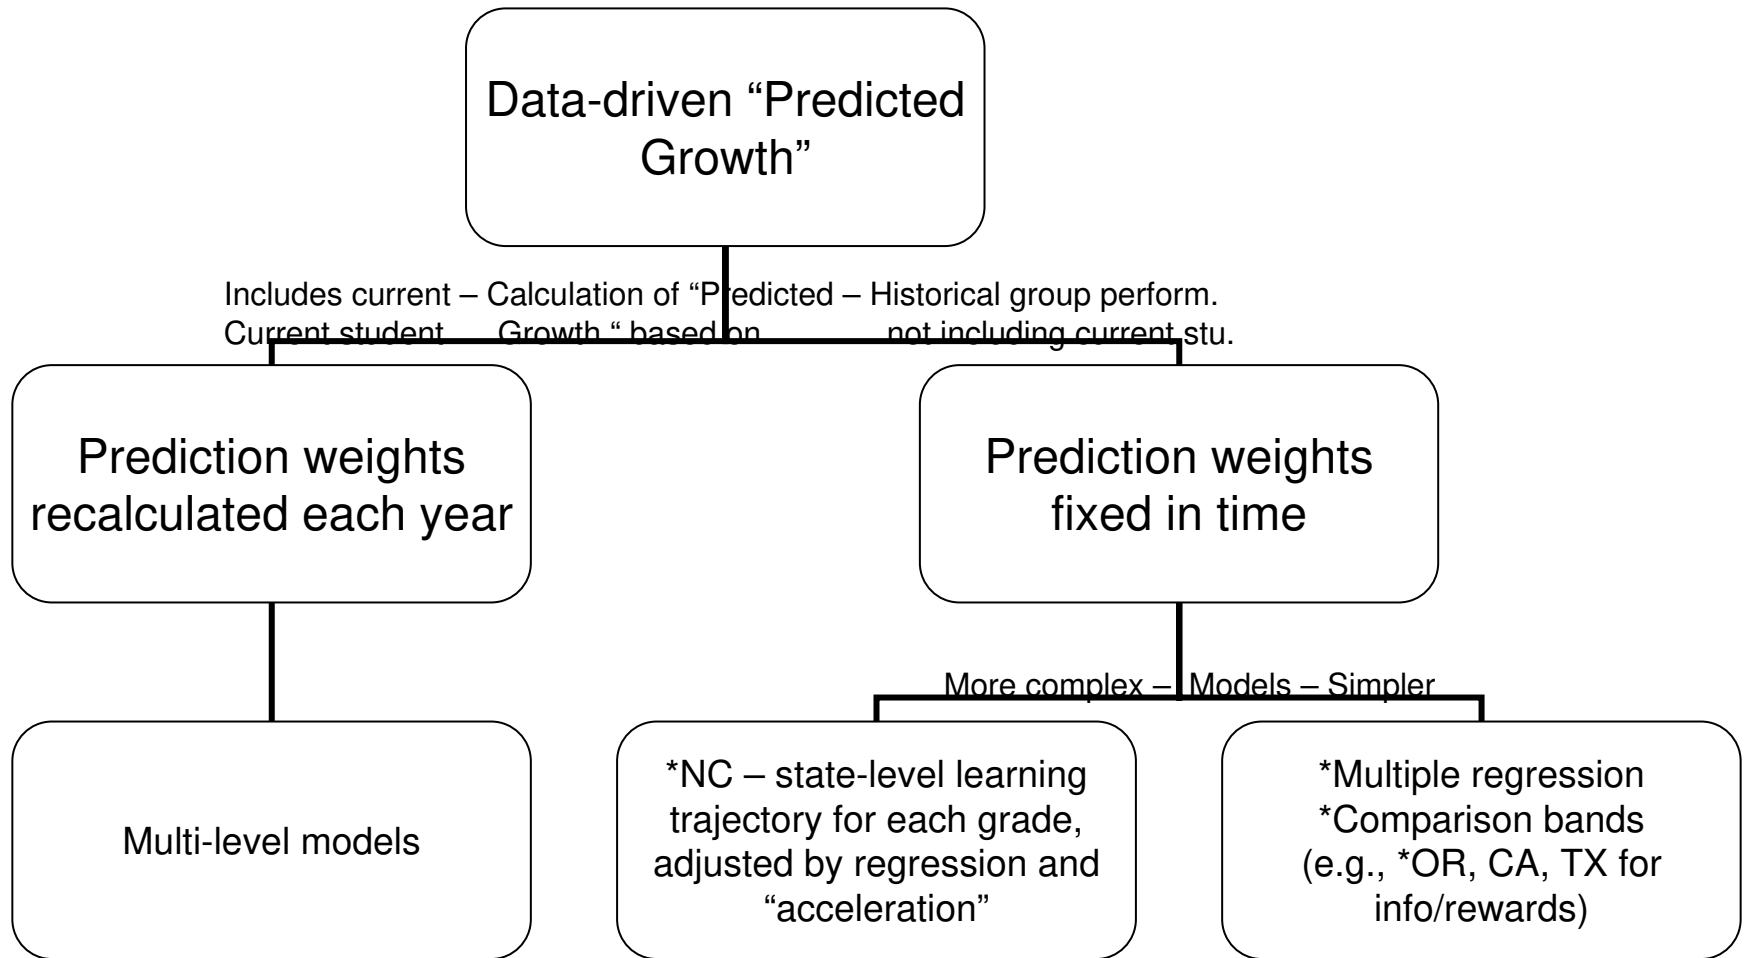 Data-driven “Predicted
Growth”
Includes current – Calculation of “Predicted – Historical group perform.
Current student Growth “ based on not including current stu.
Prediction weights
recalculated each year
Prediction weights
fixed in time
More complex – Models – Simpler
Multi-level models
*NC – state-level learning
trajectory for each grade,
adjusted by regression and
“acceleration”
*Multiple regression
*Comparison bands
(e.g., *OR, CA, TX for
info/rewards)